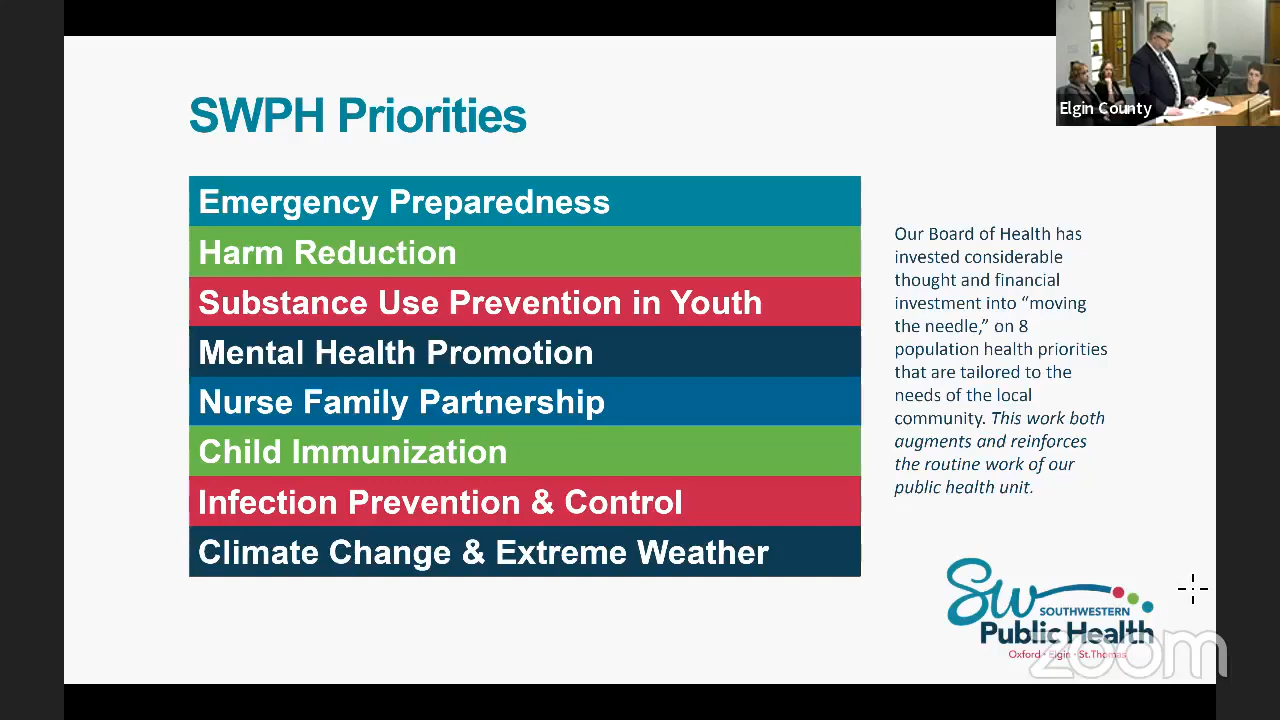 SWPH Priorities
Elgin County
Emergency Preparedness
Harm Reduction
Substance Use Prevention in Youth
Mental Health Promotion
Nurse Family Partnership
Child Immunization
Infection Prevention & Control
Climate Change & Extreme Weather
Our Board of Health has
invested considerable
thought and financial
investment into “moving
the needle,” on 8
population health priorities
that are tailored to the
needs of the local
community. This work both
augments and reinforces
the routine work of our
public health unit.
SW
SOUTHWESTERN
Public Health
Oxford • Elgin • St.Thomas
zoom